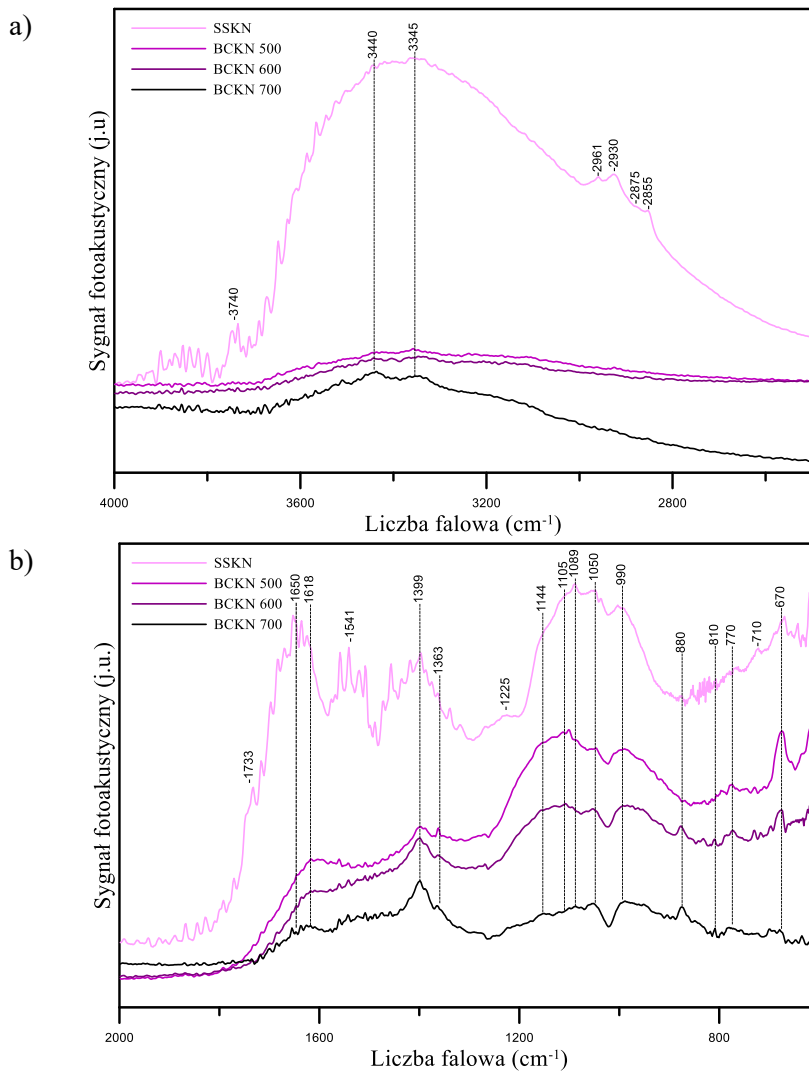 a)
SSKN
BCKN 500
BCKN 600
BCKN 700
3440
3345
-2961
-2930
-2875
-2855
-3740
Sygnał fotoakustyczny (j.u)
4000
3600
3200
2800
Liczba falowa (cm-1)
b)
SSKN
BCKN 500
BCKN 600
BCKN 700
1650
1618
-1541
1399
1363
-1225
1144
1105
1089
1050
990
880
810
770
-710
670
-1733
Sygnał fotoakustyczny (j.u.)
2000
1600
1200
800
Liczba falowa (cm-1)